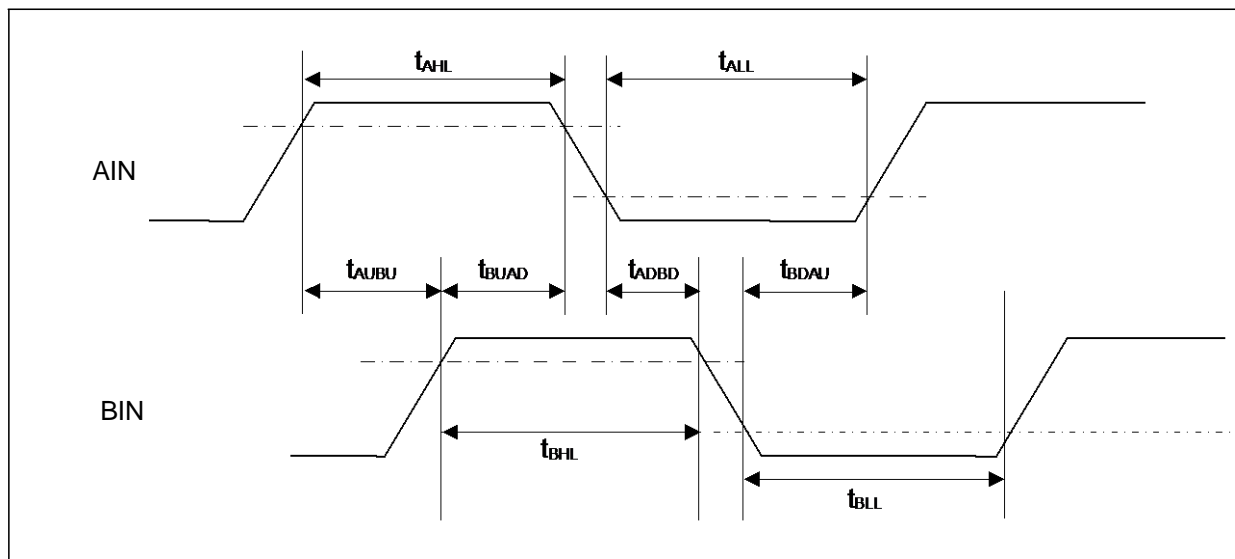 tAHL
tALL
AIN
tAUBU
tBUAD
tADBD
tBDAU
BIN
tBHL
tBLL